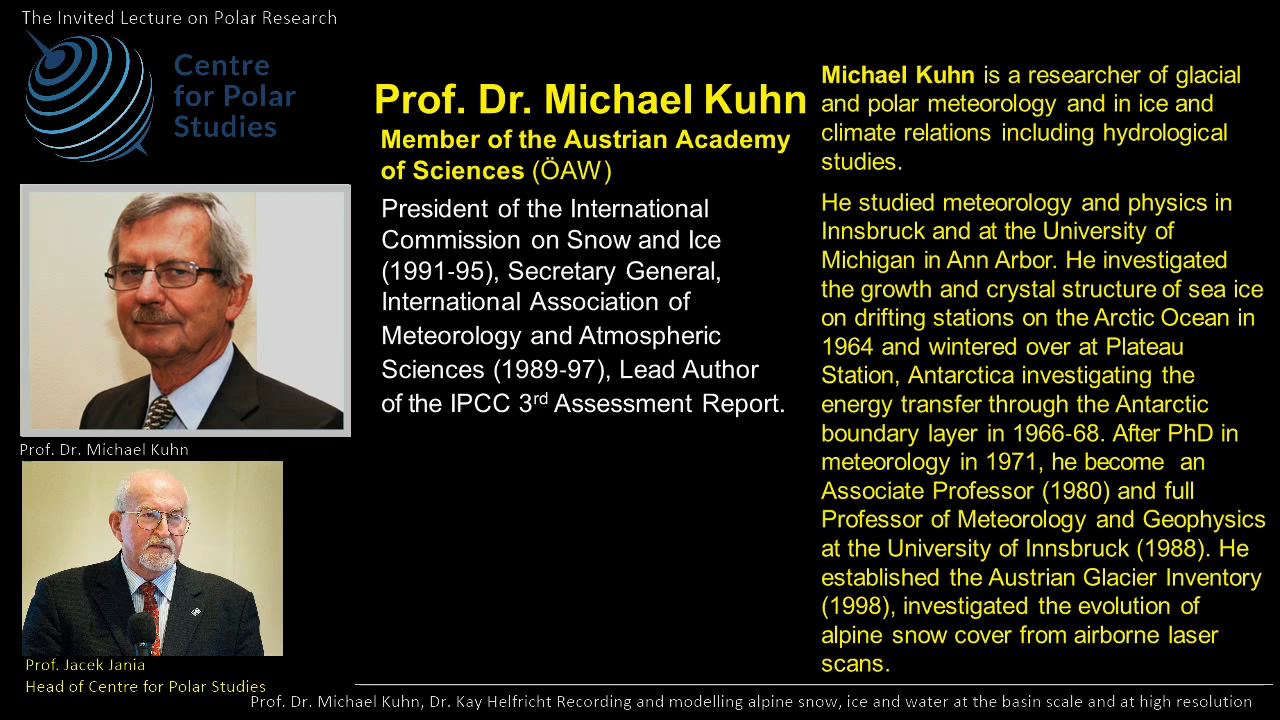 The Invited Lecture on Polar Research
Centre
for Polar
Studies
Prof. Dr. Michael Kuhn
Member of the Austrian Academy
of Sciences (ÖAW)
President of the International
Commission on Snow and Ice
(1991-95), Secretary General,
International Association of
Meteorology and Atmospheric
Sciences (1989-97), Lead Author
of the IPCC 3rd Assessment Report.
Michael Kuhn is a researcher of glacial
and polar meteorology and in ice and
climate relations including hydrological
studies.
He studied meteorology and physics in
Innsbruck and at the University of
Michigan in Ann Arbor. He investigated
the growth and crystal structure of sea ice
on drifting stations on the Arctic Ocean in
1964 and wintered over at Plateau
Station, Antarctica investigating the
energy transfer through the Antarctic
boundary layer in 1966-68. After PhD in
meteorology in 1971, he become an
Associate Professor (1980) and full
Professor of Meteorology and Geophysics
at the University of Innsbruck (1988). He
established the Austrian Glacier Inventory
(1998), investigated the evolution of
alpine snow cover from airborne laser
scans.
Prof. Dr. Michael Kuhn
Prof. Jacek Jania
Head of Centre for Polar Studies
Prof. Dr. Michael Kuhn, Dr. Kay Helfricht Recording and modelling alpine snow, ice and water at the basin scale and at high resolution